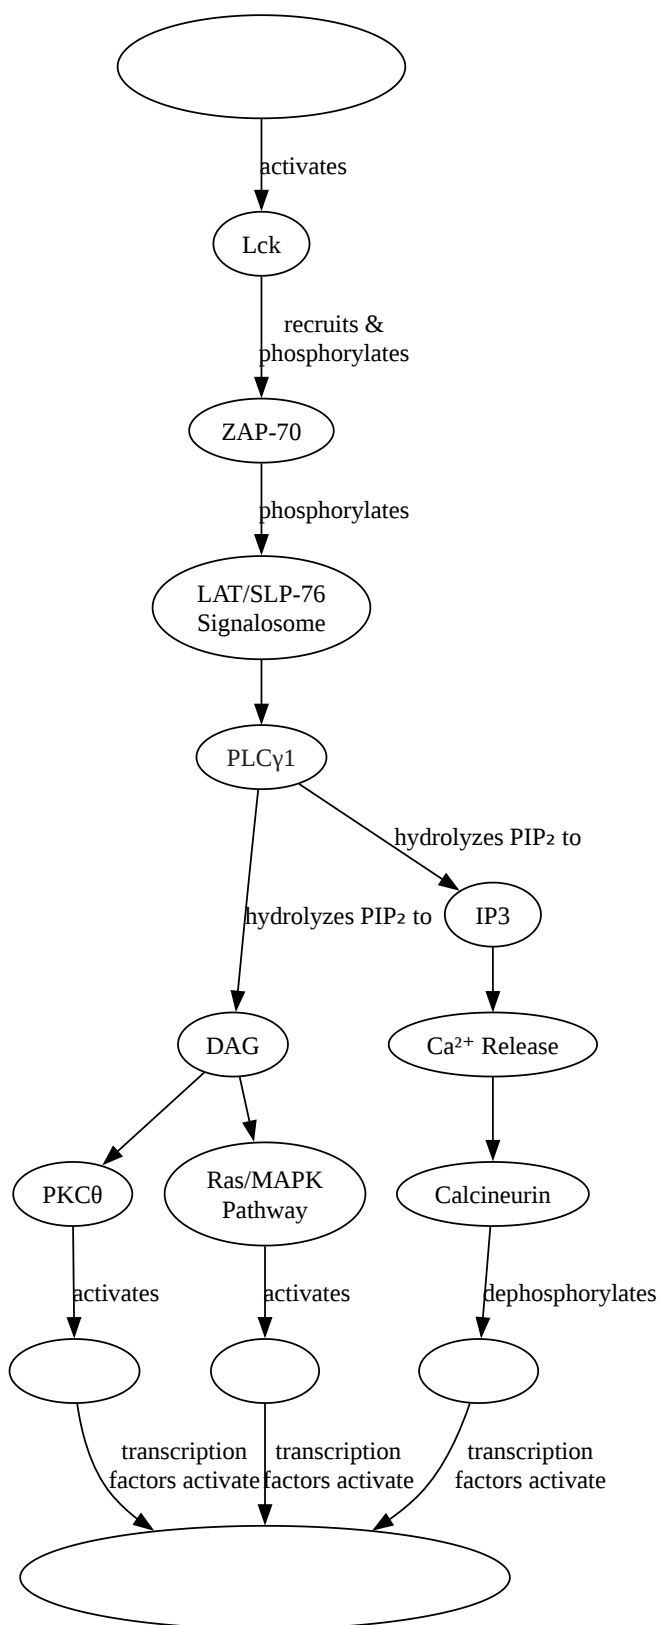 activates
Lck
recruits &
phosphorylates
ZAP-70
phosphorylates
LAT/SLP-76
Signalosome
PLCγ1
hydrolyzes PIP₂ to
hydrolyzes PIP₂ to
IP3
DAG
Ca²⁺ Release
PKCθ
Ras/MAPK
Pathway
Calcineurin
activates
activates
dephosphorylates
transcription
factors activate
transcription
factors activate
transcription
factors activate